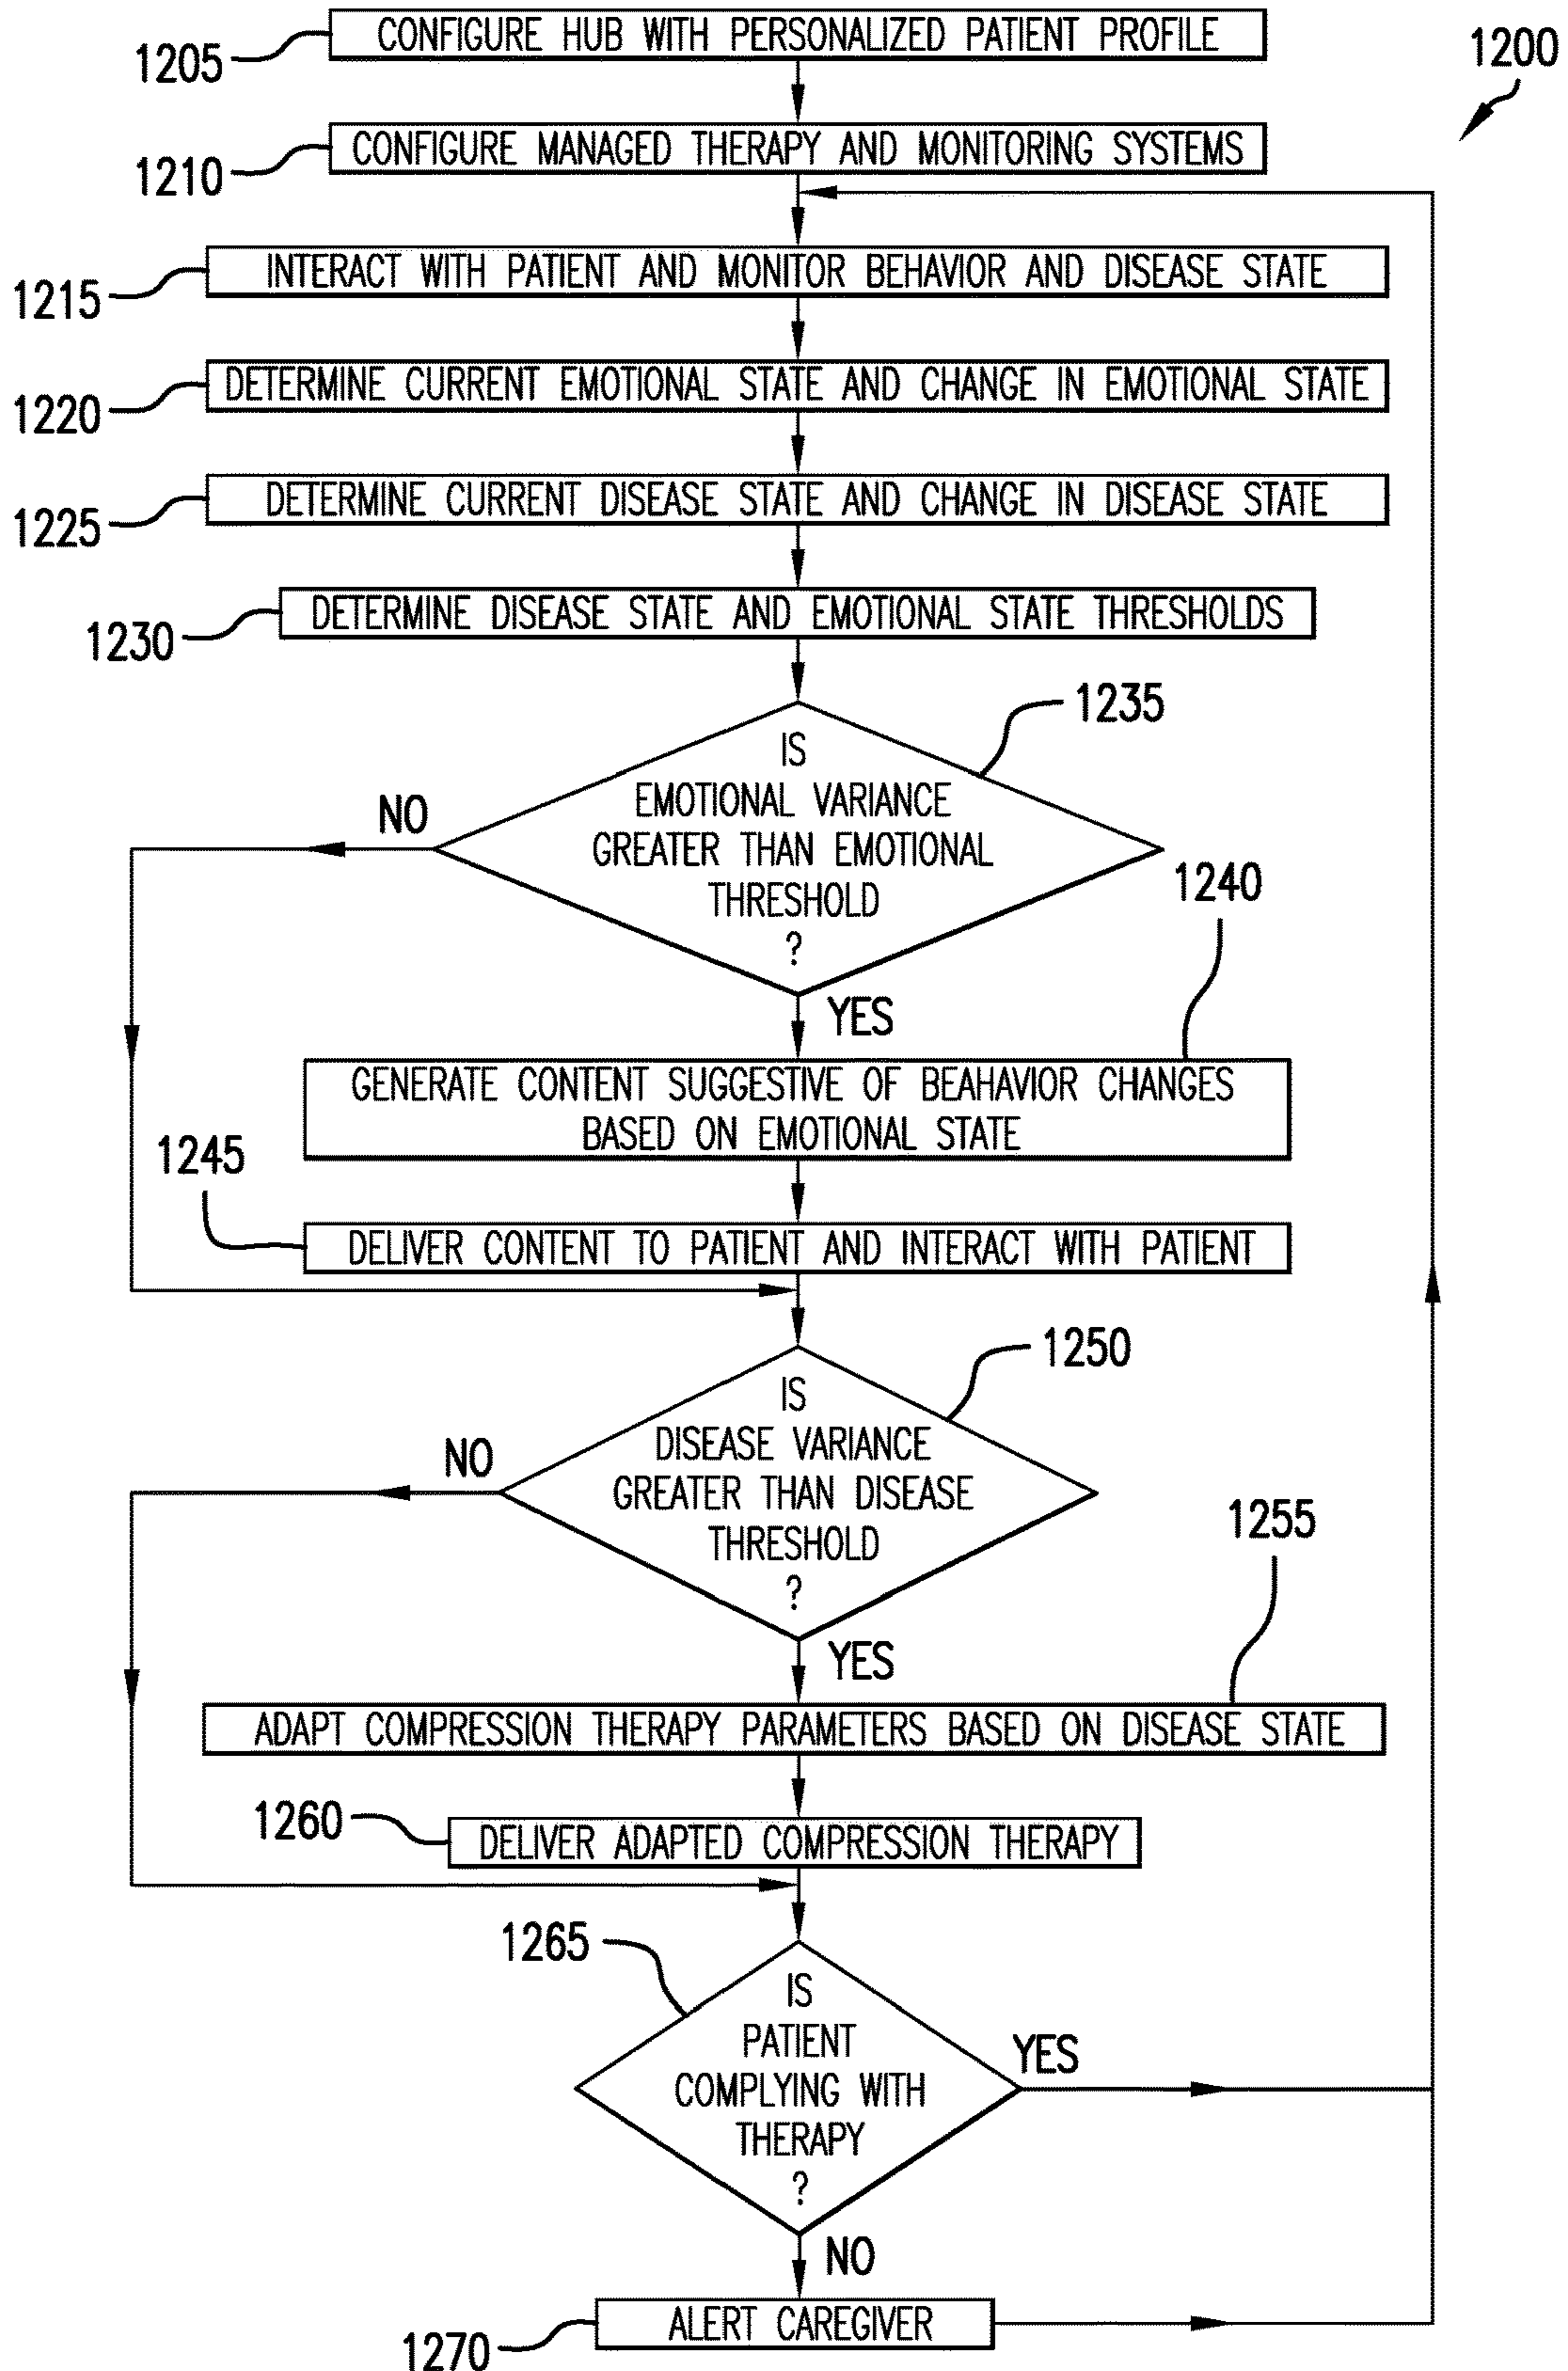 CONFIGURE HUB WITH PERSONALIZED PATIENT PROFILE
1205
1200
CONFIGURE MANAGED THERAPY AND MONITORING SYSTEMS
1210
INTERACT WITH PATIENT AND MONITOR BEHAVIOR AND DISEASE STATE
1215
DETERMINE CURRENT EMOTIONAL STATE AND CHANGE IN EMOTIONAL STATE
1220
DETERMINE CURRENT DISEASE STATE AND CHANGE IN DISEASE STATE
1225
DETERMINE DISEASE STATE AND EMOTIONAL STATE THRESHOLDS
1230
1235
IS
EMOTIONAL VARIANCE
GREATER THAN EMOTIONAL
THRESHOLD
?
NO
YES
1240
GENERATE CONTENT SUGGESTIVE OF BEAHAVIOR CHANGES
BASED ON EMOTIONAL STATE
1245
DELIVER CONTENT TO PATIENT AND INTERACT WITH PATIENT
1250
IS
DISEASE VARIANCE
GREATER THAN DISEASE
THRESHOLD
?
NO
YES
1255
ADAPT COMPRESSION THERAPY PARAMETERS BASED ON DISEASE STATE
1260
DELIVER ADAPTED COMPRESSION THERAPY
1265
IS
PATIENT
COMPLYING WITH
THERAPY
?
YES
NO
ALERT CAREGIVER
1270